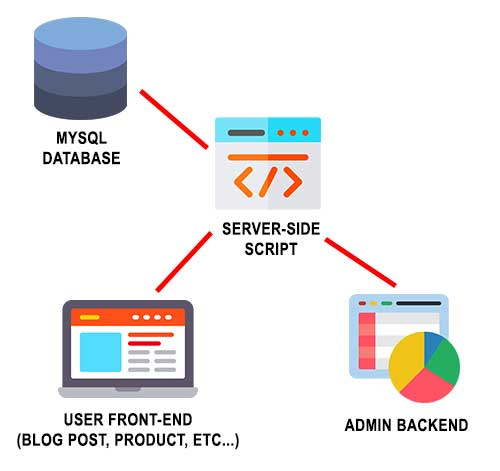 MYSQL
DATABASE
SERVER-SIDE
SCRIPT
USER FRONT-END
(BLOG POST, PRODUCT, ETC...)
ADMIN BACKEND